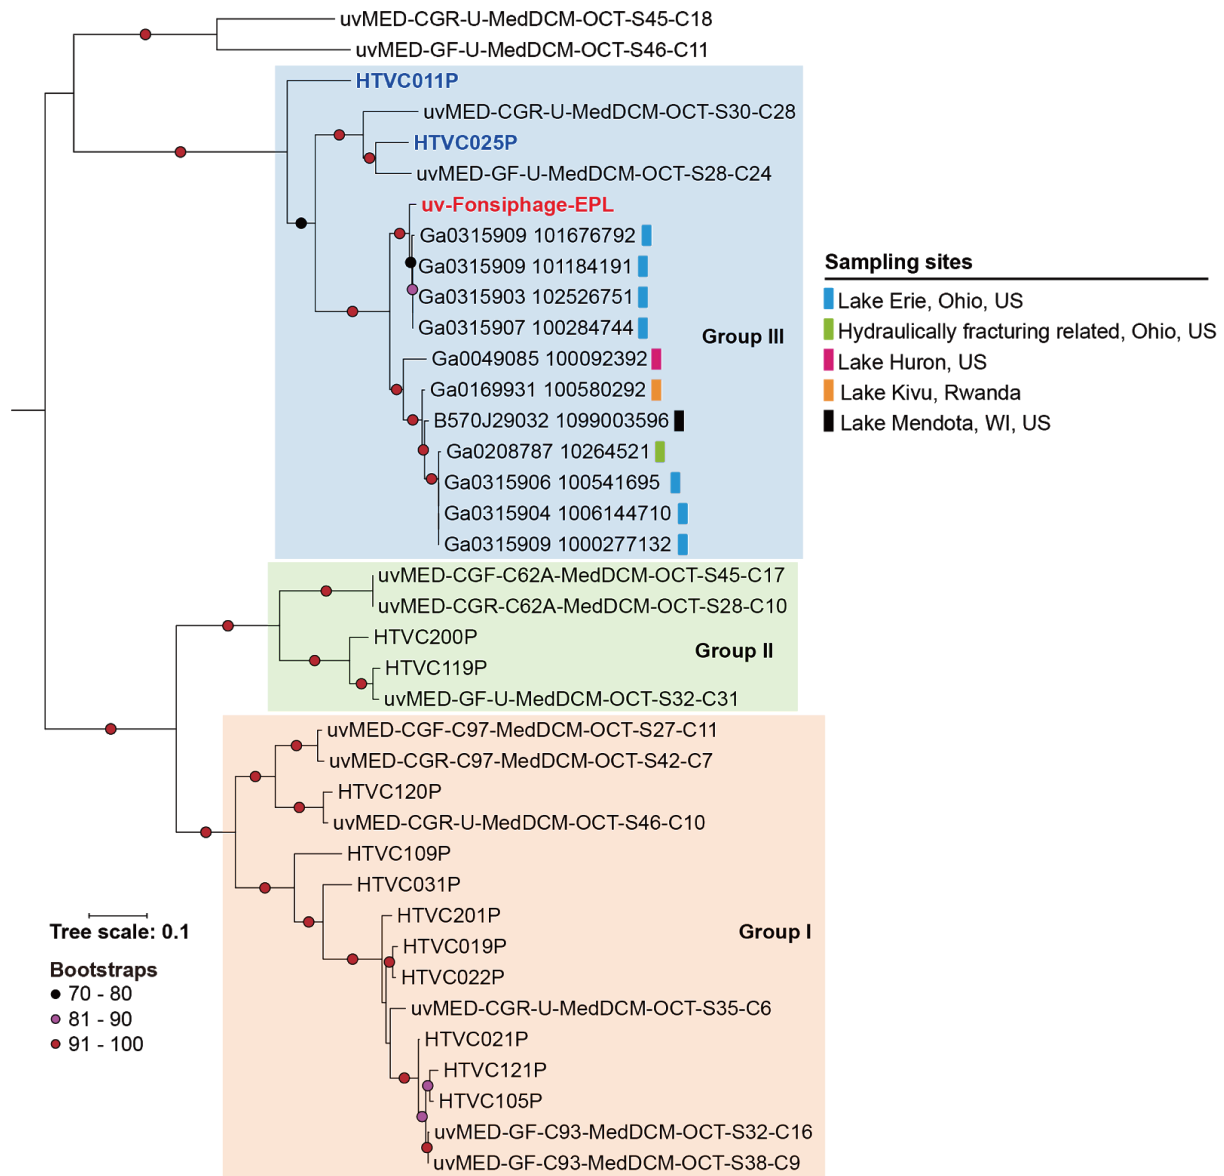 uvMED-CGR-U-MedDCM-OCT-S45-C18
uvMED-GF-U-MedDCM-OCT-S46-C11
HTVC011P
uvMED-CGR-U-MedDCM-OCT-S30-C28
HTVC025P
uvMED-GF-U-MedDCM-OCT-S28-C24
uv-Fonsiphage-EPL
Ga0315909 101676792
Ga0315909 101184191
Ga0315903 102526751
Ga0315907 100284744
Group III
Ga0049085 100092392
Ga0169931 100580292
B570J29032 1099003596
Ga0208787 10264521
Ga0315906 100541695
Ga0315904 1006144710
Ga0315909 1000277132
Sampling sites
Lake Erie, Ohio, US
Hydraulically fracturing related, Ohio, US
Lake Huron, US
Lake Kivu, Rwanda
Lake Mendota, WI, US
uvMED-CGF-C62A-MedDCM-OCT-S45-C17
uvMED-CGR-C62A-MedDCM-OCT-S28-C10
HTVC200P
Group II
HTVC119P
uvMED-GF-U-MedDCM-OCT-S32-C31
uvMED-CGF-C97-MedDCM-OCT-S27-C11
uvMED-CGR-C97-MedDCM-OCT-S42-C7
HTVC120P
uvMED-CGR-U-MedDCM-OCT-S46-C10
HTVC109P
HTVC031P
HTVC201P
Group I
HTVC019P
HTVC022P
uvMED-CGR-U-MedDCM-OCT-S35-C6
HTVC021P
HTVC121P
HTVC105P
uvMED-GF-C93-MedDCM-OCT-S32-C16
uvMED-GF-C93-MedDCM-OCT-S38-C9
Tree scale: 0.1
Bootstraps
70 - 80
81 - 90
91 - 100